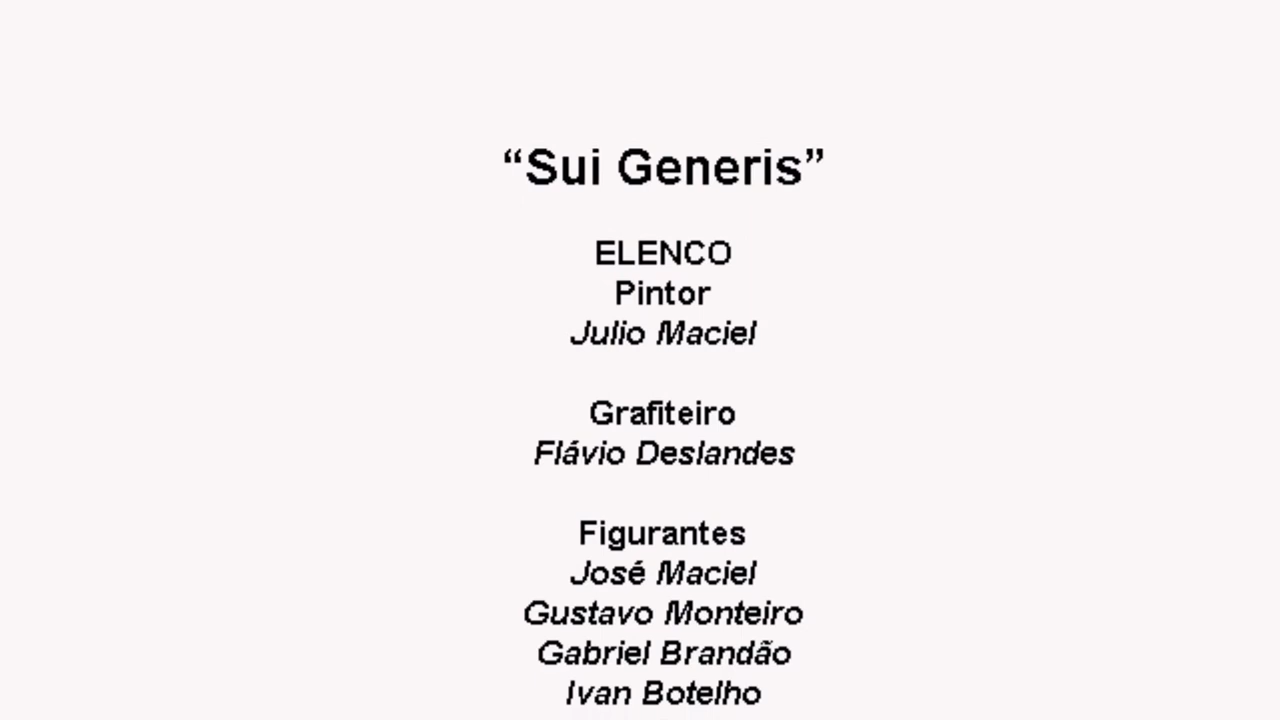 “Sui Generis”
ELENCO
Pintor
Julio Maciel
Grafiteiro
Flávio Deslandes
Figurantes
José Maciel
Gustavo Monteiro
Gabriel Brandão
Ivan Botelho